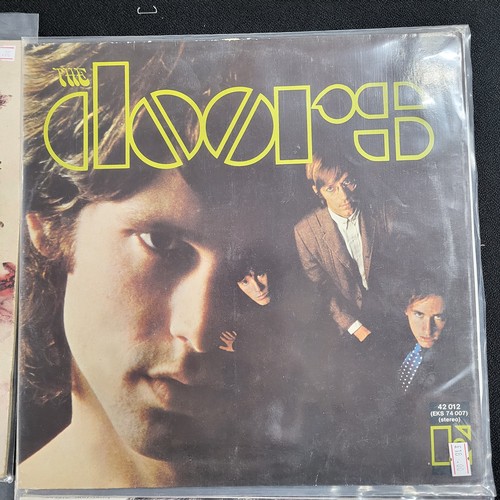 THE
doors
42 012
(EKS 74 007)
(stereo)